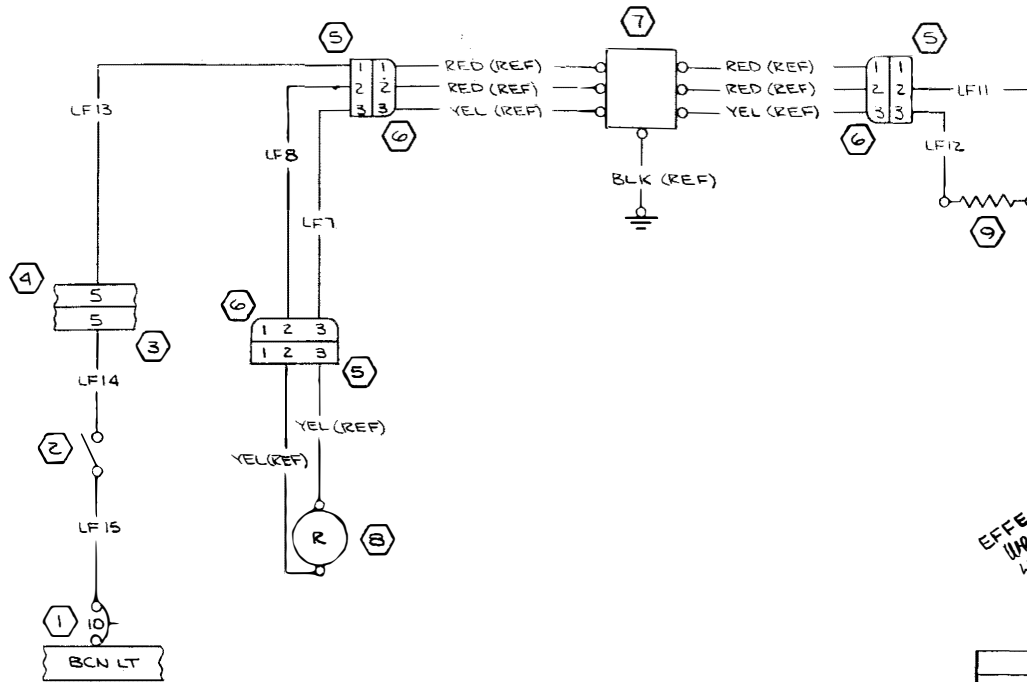 7
5
5
1 1
RED (REF)
RED (REF)
1 1
2 2
RED (REF)
RED (REF)
2 2
LF11
3 3
YEL (REF)
YEL (REF)
3 3
6
6
LF13
LF8
LF12
BLK (REF)
LF7
9
4
5
5
3
6
1 2 3
1 2 3
5
LF14
2
YEL (REF)
YEL (REF)
LF15
R
8
1
10
BCN LT
EFFE